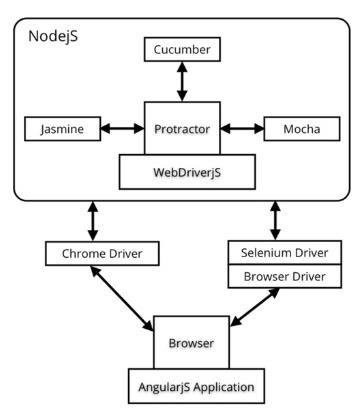 NodejS
Cucumber
Jasmine
Protractor
Mocha
WebDriverjS
Chrome Driver
Selenium Driver
Browser Driver
Browser
AngularjS Application